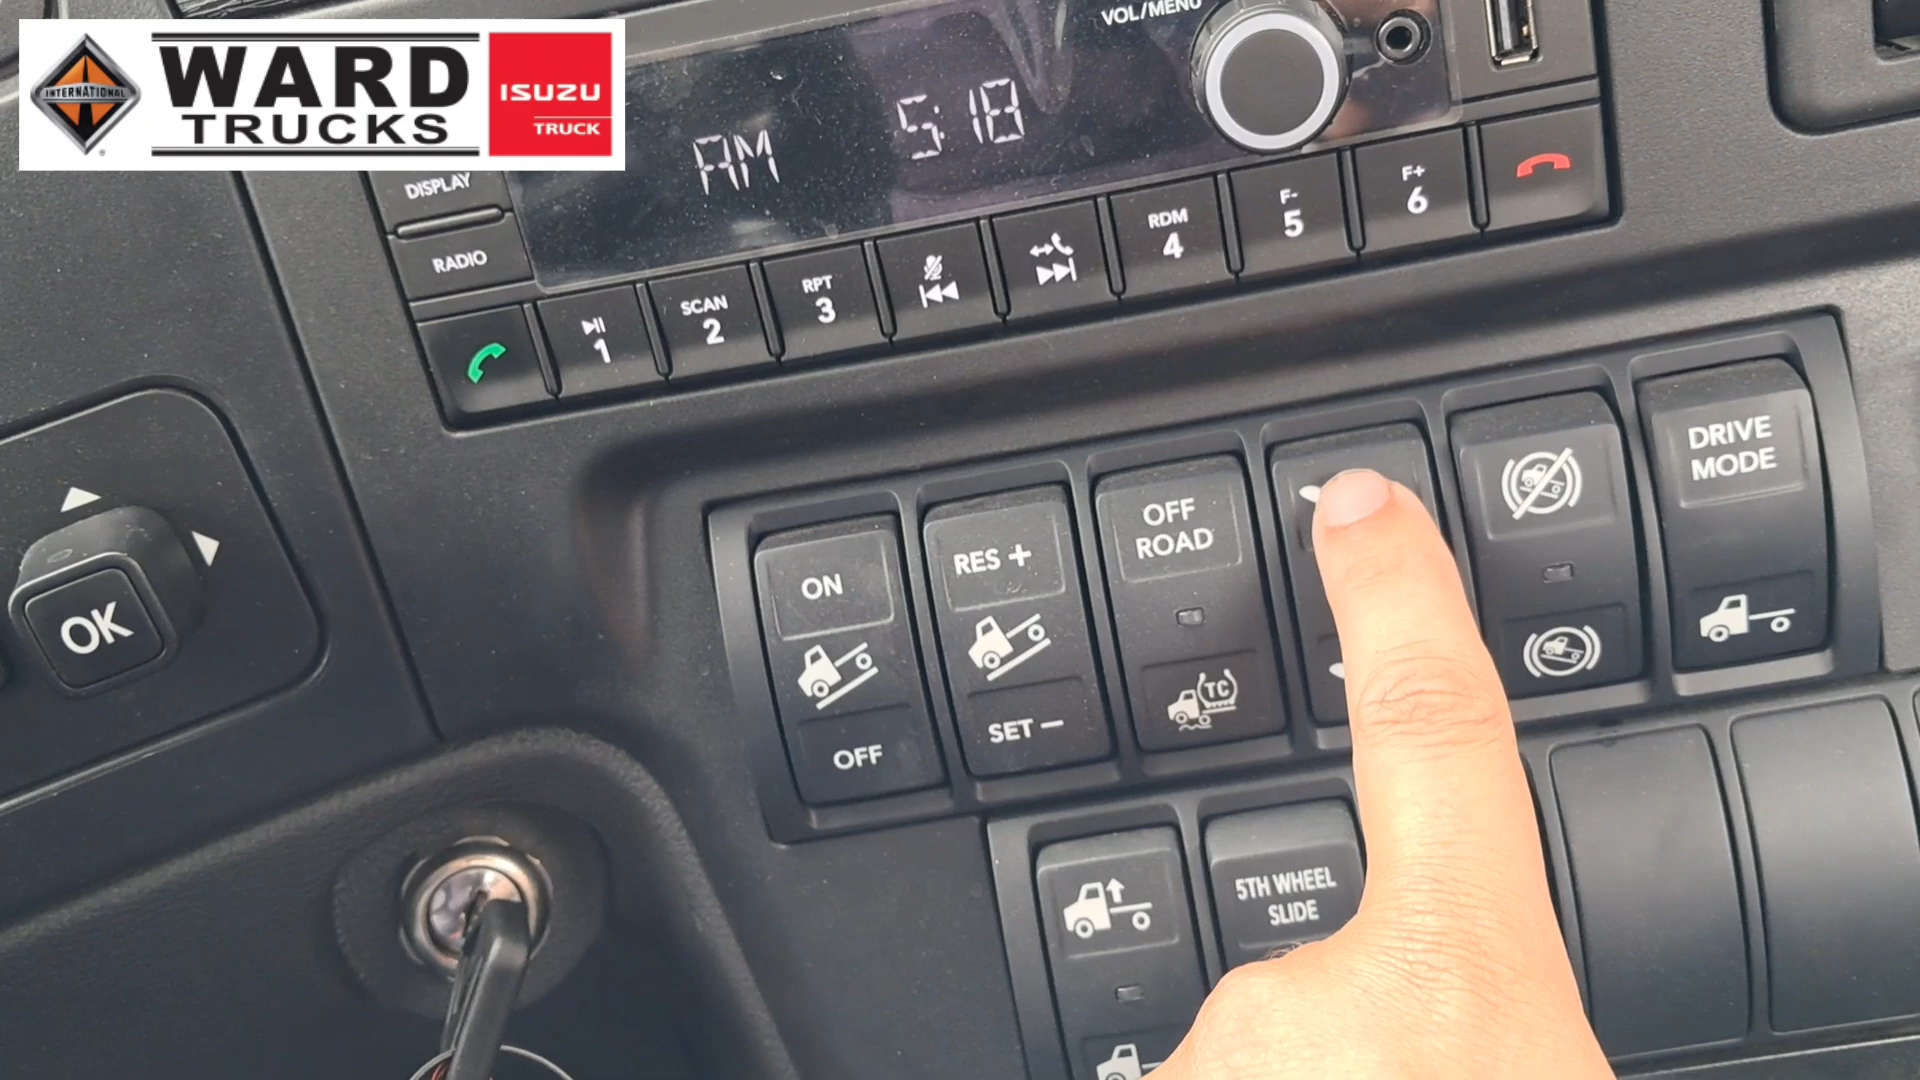 INTERNATIONAL
WARD
TRUCKS
ISUZU
TRUCK
VOL/MENU
AM 5:18
DISPLAY
RADIO
1
SCAN
2
RPT
3
RDM
4
F-
5
F+
6
OK
ON
OFF
RES +
SET −
OFF
ROAD
TC
DRIVE
MODE
5TH WHEEL
SLIDE